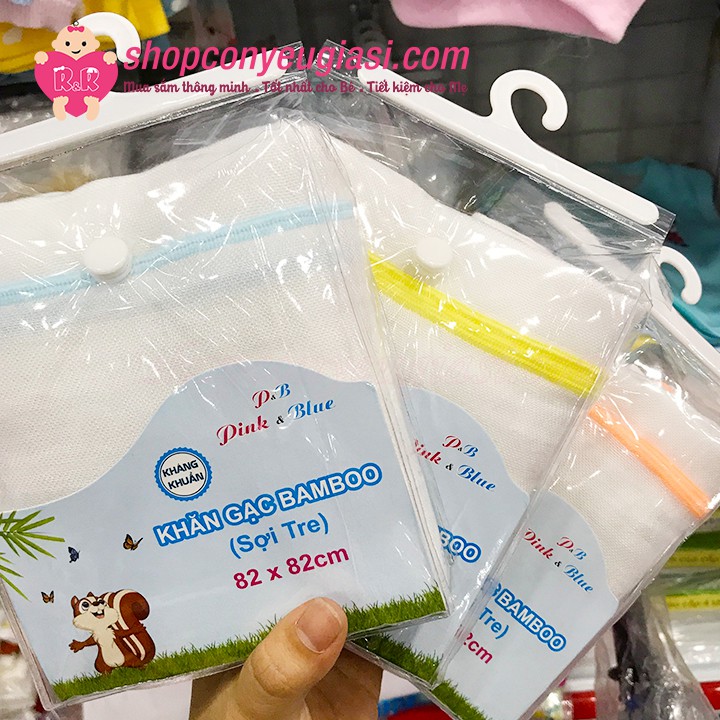 R&R
shopconyeugiasi.com
Mua sắm thông minh . Tốt nhất cho Bé . Tiết kiệm cho Mẹ
P&B
Pink & Blue
KHÁNG
KHUẨN
KHĂN GẠC BAMBOO
(Sợi Tre)
82 x 82cm
P&B
Pink & Blue
BOO
P&B
Pink & Blue
BAMBOO
Tre)
2cm